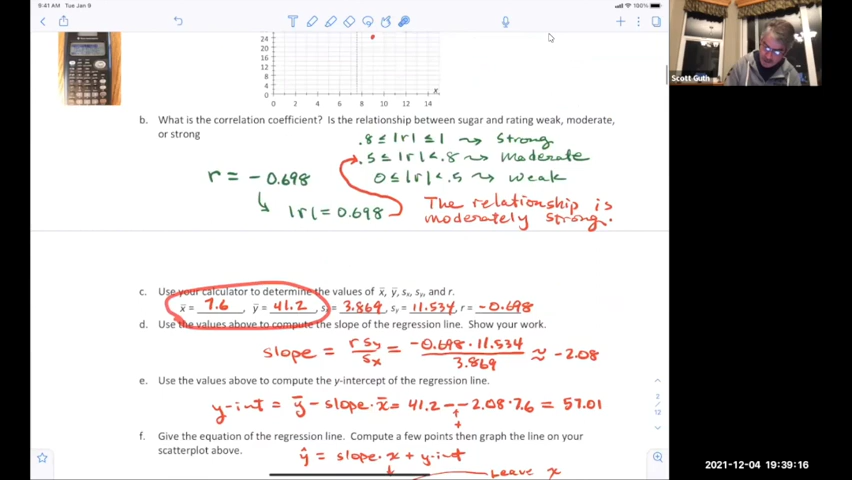 9:41 AM Tue Jan 9
100%
24
20
16
12
8
4
0
0 2 4 6 8 10 12 14
x
Scott Guth
b. What is the correlation coefficient? Is the relationship between sugar and rating weak, moderate,
or strong
.8 ≤ |r| ≤ 1 ⇝ Strong
.5 ≤ |r| < .8 ⇝ Moderate
0 ≤ |r| < .5 ⇝ weak
r = -0.698
|r| = 0.698
The relationship is
moderately strong.
c. Use your calculator to determine the values of x̄, ȳ, sₓ, sᵧ, and r.
x̄ = 7.6 , ȳ = 41.2 , sₓ = 3.869 , sᵧ = 11.534 , r = -0.698
d. Use the values above to compute the slope of the regression line. Show your work.
slope = r sy / sx = -0.698 · 11.534 / 3.869 ≈ -2.08
e. Use the values above to compute the y-intercept of the regression line.
y-int = ȳ - slope · x̄ = 41.2 - -2.08 · 7.6 = 57.01
+
f. Give the equation of the regression line. Compute a few points then graph the line on your
scatterplot above.
ŷ = slope · x + y-int
Leave x
2
12
2021-12-04 19:39:16